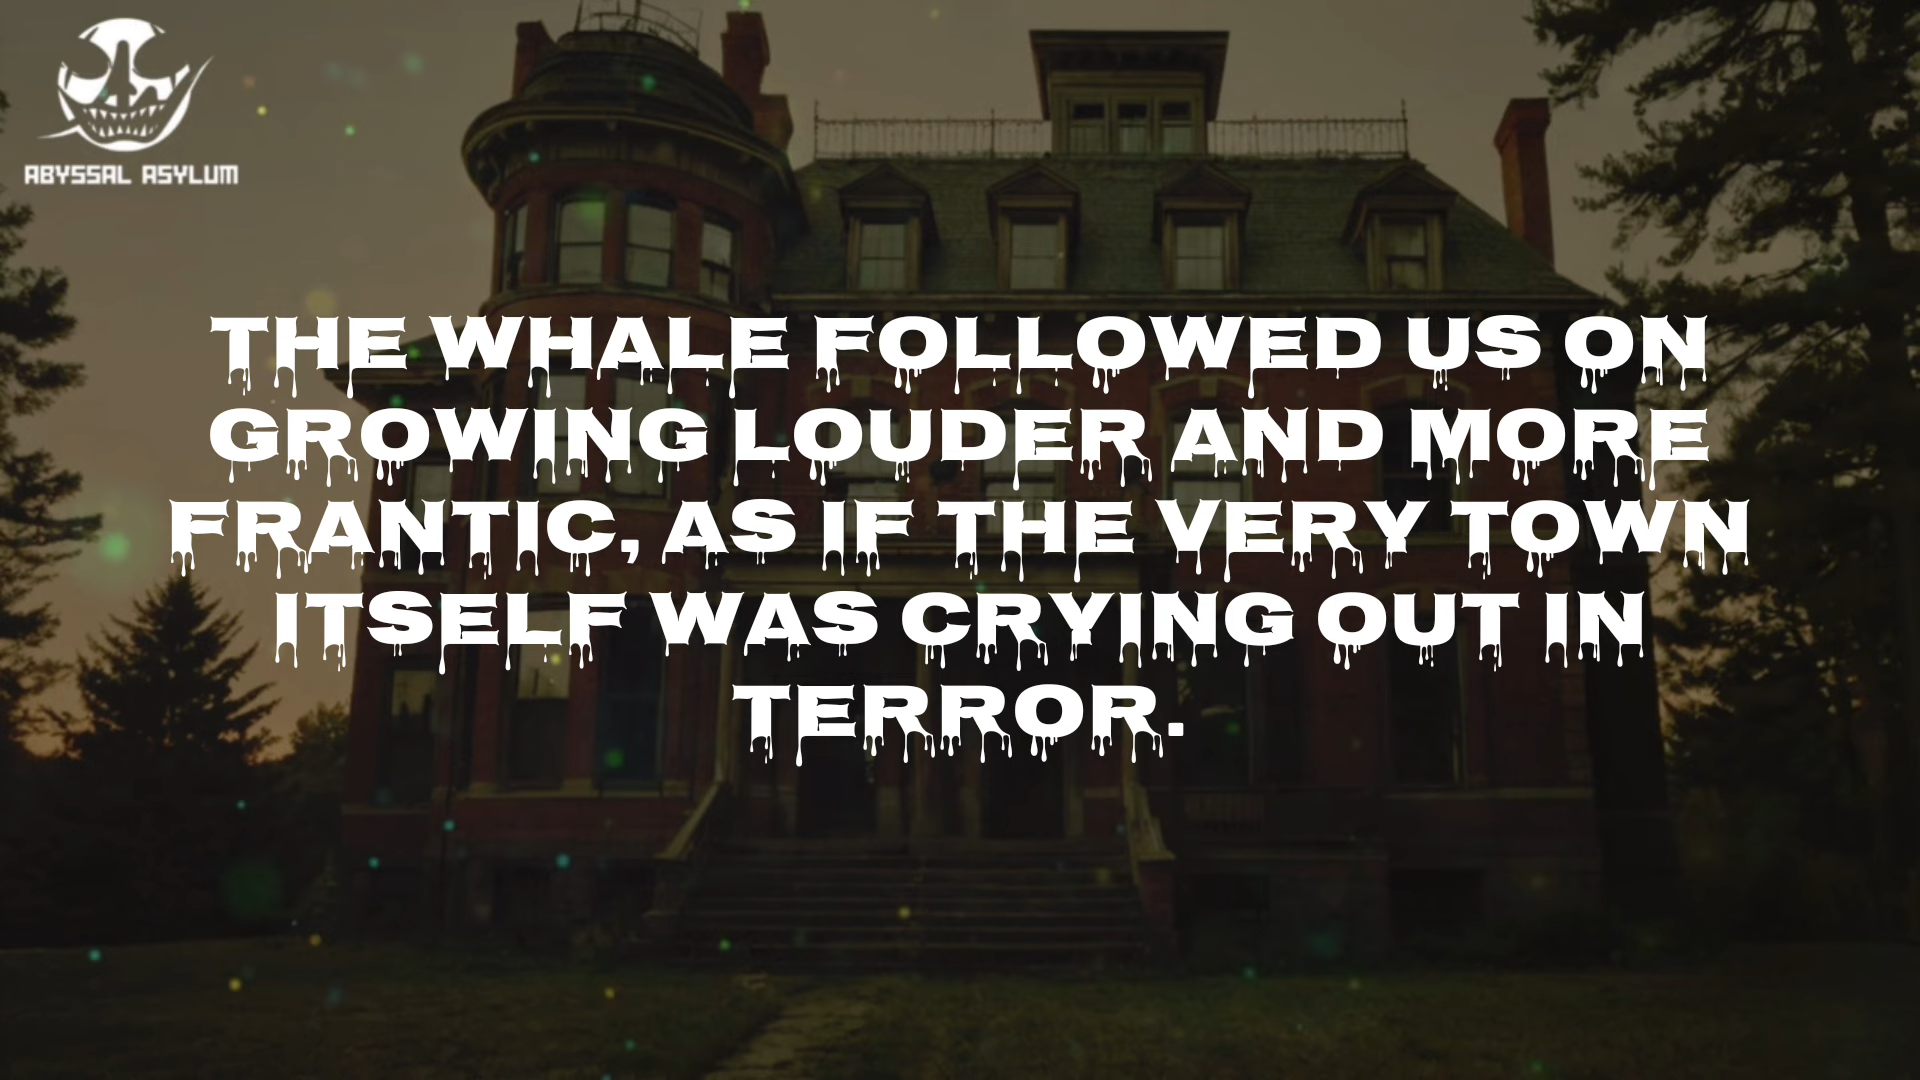 ABYSSAL ASYLUM
THE WHALE FOLLOWED US ON
GROWING LOUDER AND MORE
FRANTIC, AS IF THE VERY TOWN
ITSELF WAS CRYING OUT IN
TERROR.